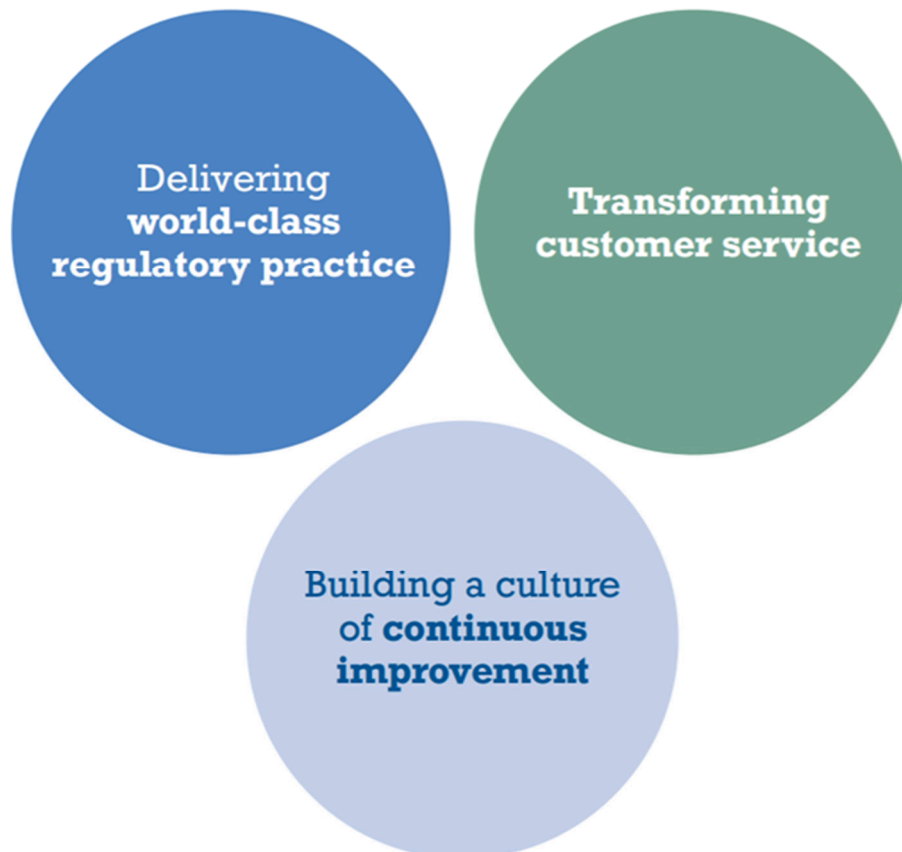 Delivering
world-class
regulatory practice
Transforming
customer service
Building a culture
of continuous
improvement